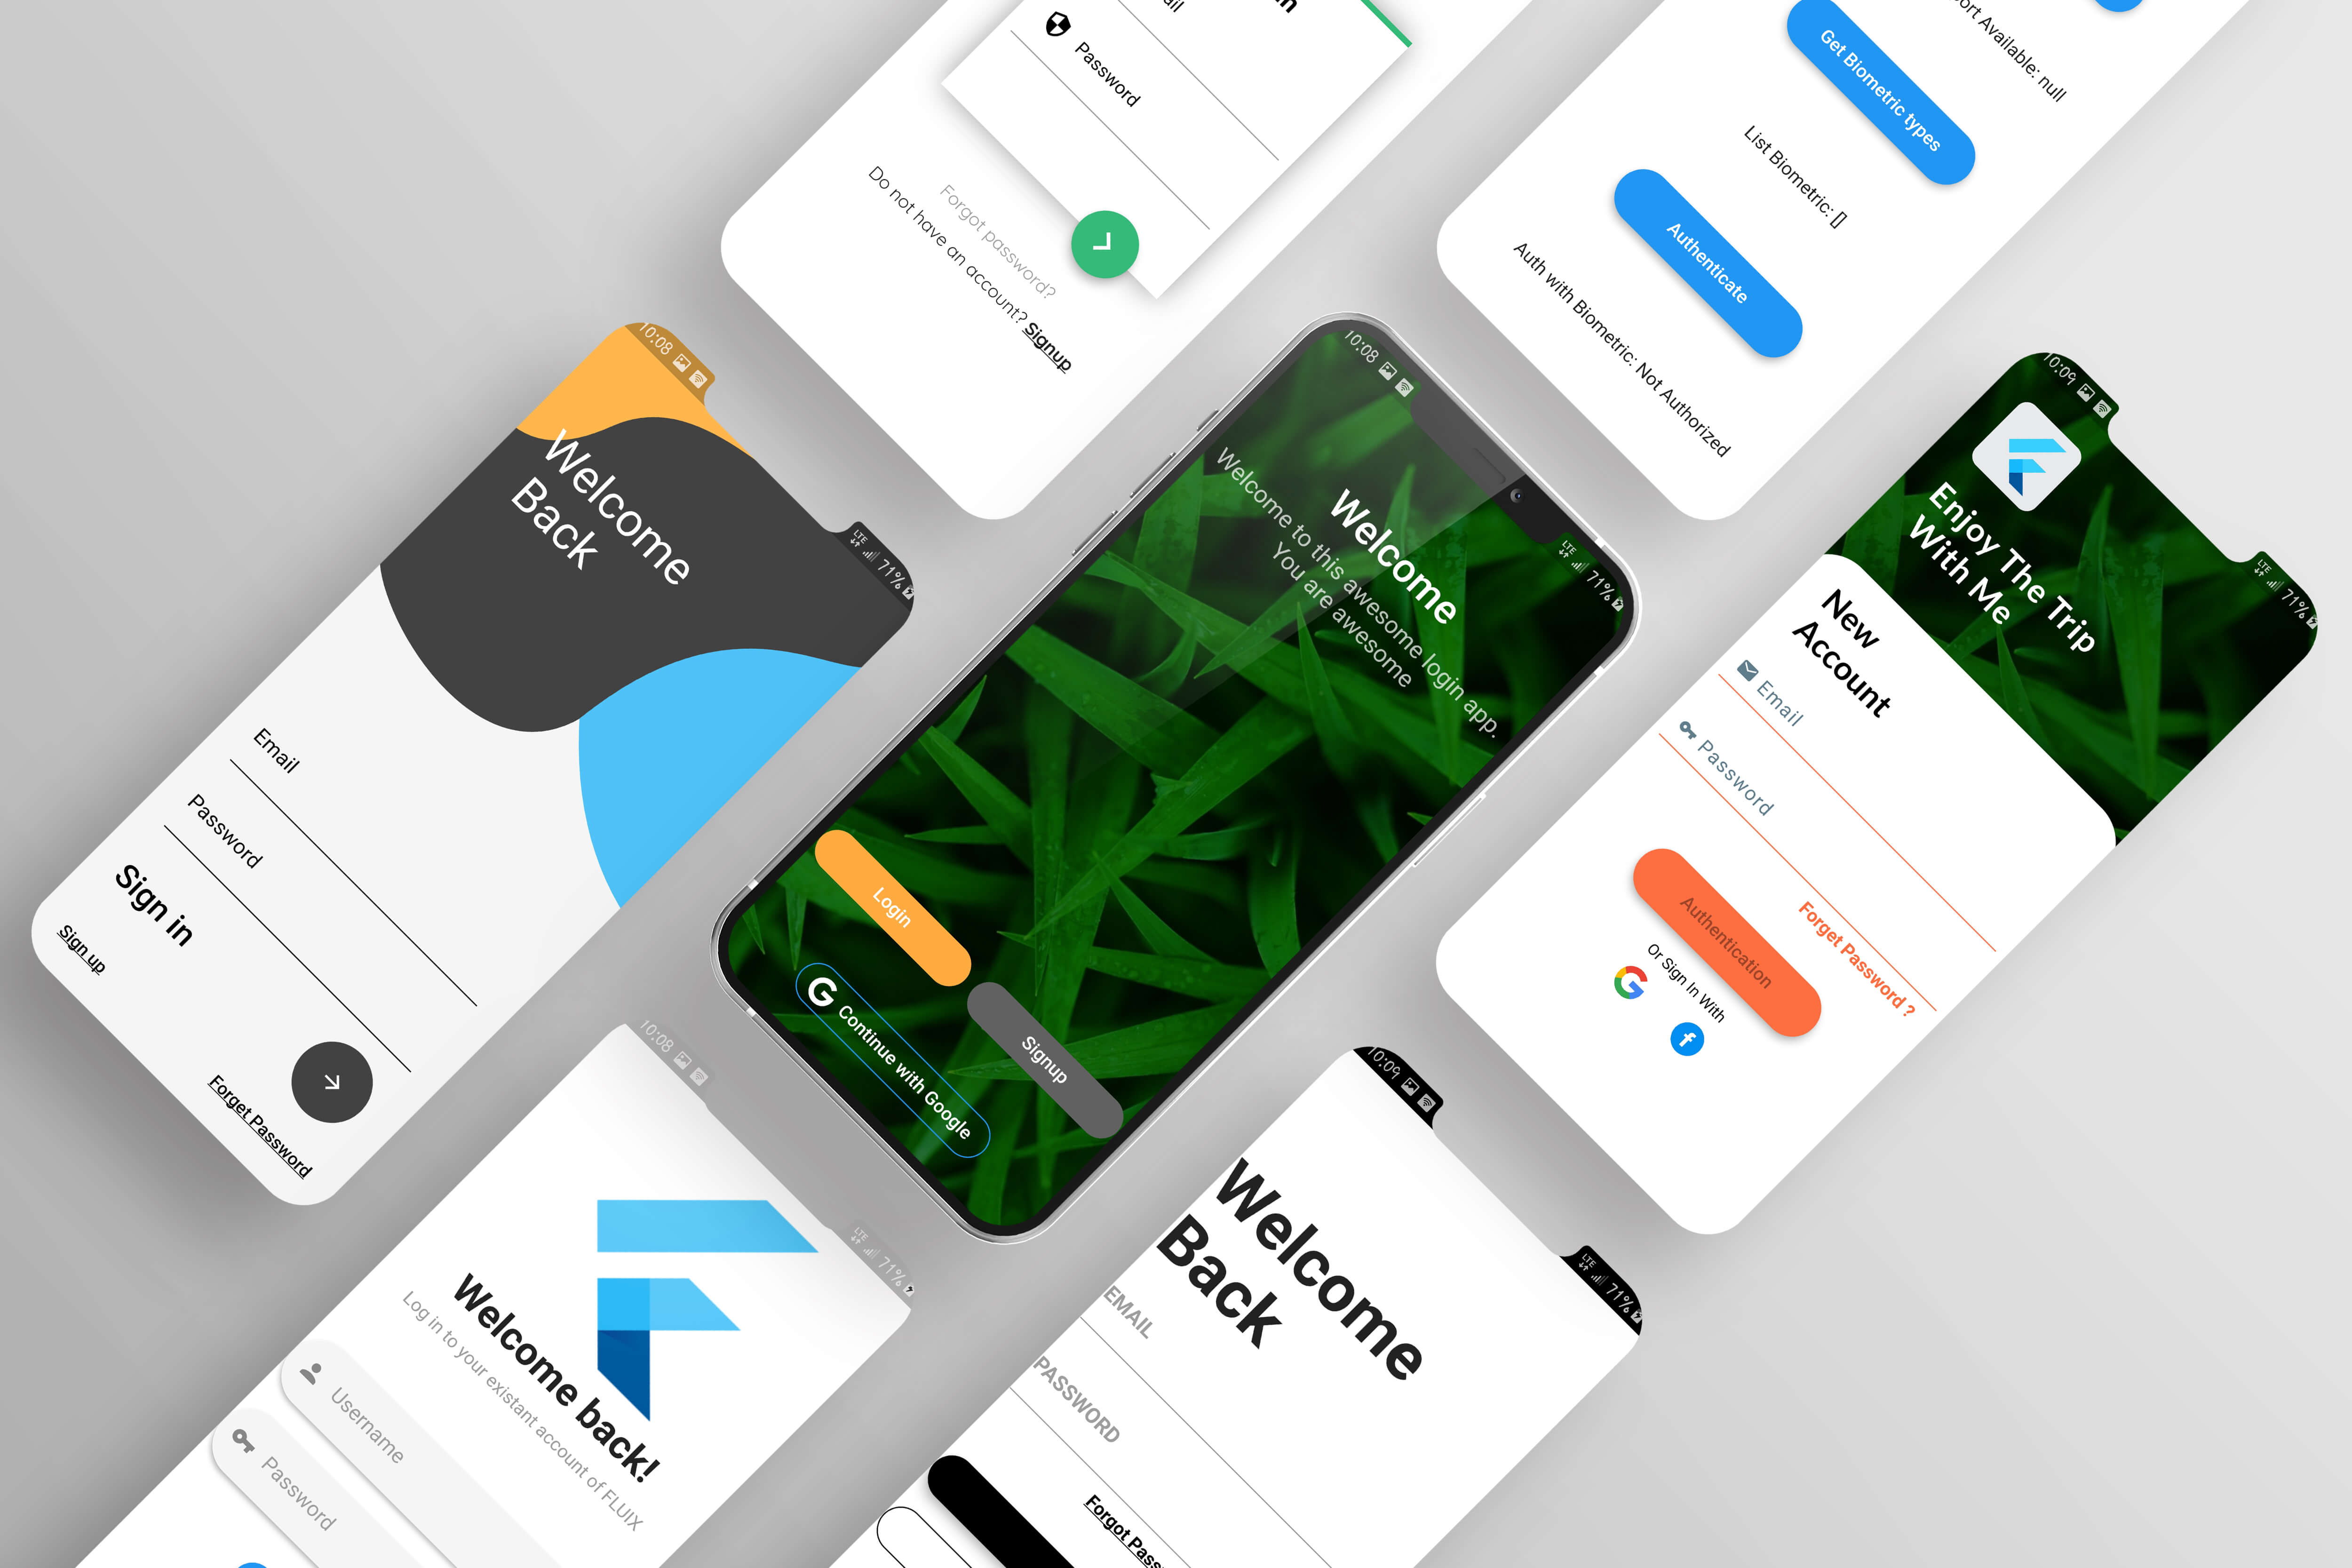 Password
Forgot password?
Do not have an account? Signup
ort Available: null
Get Biometric types
List Biometric: []
Authenticate
Auth with Biometric: Not Authorized
10:08
LTE
71%
Welcome
Back
Email
Password
Sign in
Sign up
Forget Password
10:08
LTE
71%
Welcome
Welcome to this awesome login app.
You are awesome
Login
Signup
G Continue with Google
10:09
LTE
71%
Enjoy The Trip
With Me
New
Account
Email
Password
Forget Password ?
Authentication
Or Sign In With
G
f
10:08
LTE
71%
Welcome back!
Log in to your existant account of FLUIX
Username
Password
10:09
LTE
71%
Welcome
Back
EMAIL
PASSWORD
Forgot Pass